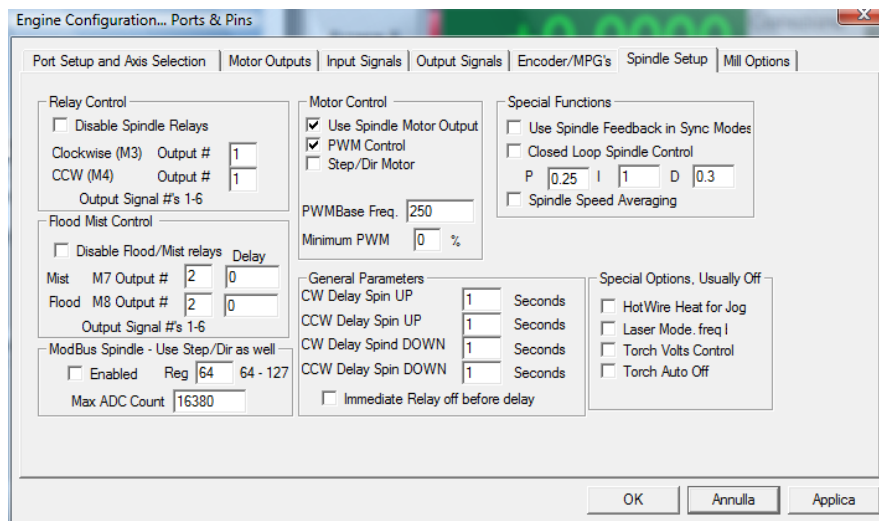 Engine Configuration... Ports & Pins
Port Setup and Axis Selection Motor Outputs Input Signals Output Signals Encoder/MPG's Spindle Setup Mill Options
Relay Control
Disable Spindle Relays
Clockwise (M3) Output # 1
CCW (M4) Output # 1
Output Signal #'s 1-6
Flood Mist Control
Disable Flood/Mist relays Delay
Mist M7 Output # 2 0
Flood M8 Output # 2 0
Output Signal #'s 1-6
ModBus Spindle - Use Step/Dir as well
Enabled Reg 64 64 - 127
Max ADC Count 16380
Motor Control
Use Spindle Motor Output
PWM Control
Step/Dir Motor
PWMBase Freq. 250
Minimum PWM 0 %
General Parameters
CW Delay Spin UP 1 Seconds
CCW Delay Spin UP 1 Seconds
CW Delay Spind DOWN 1 Seconds
CCW Delay Spin DOWN 1 Seconds
Immediate Relay off before delay
Special Functions
Use Spindle Feedback in Sync Modes
Closed Loop Spindle Control
P 0.25 I 1 D 0.3
Spindle Speed Averaging
Special Options, Usually Off
HotWire Heat for Jog
Laser Mode. freq I
Torch Volts Control
Torch Auto Off
OK Annulla Applica